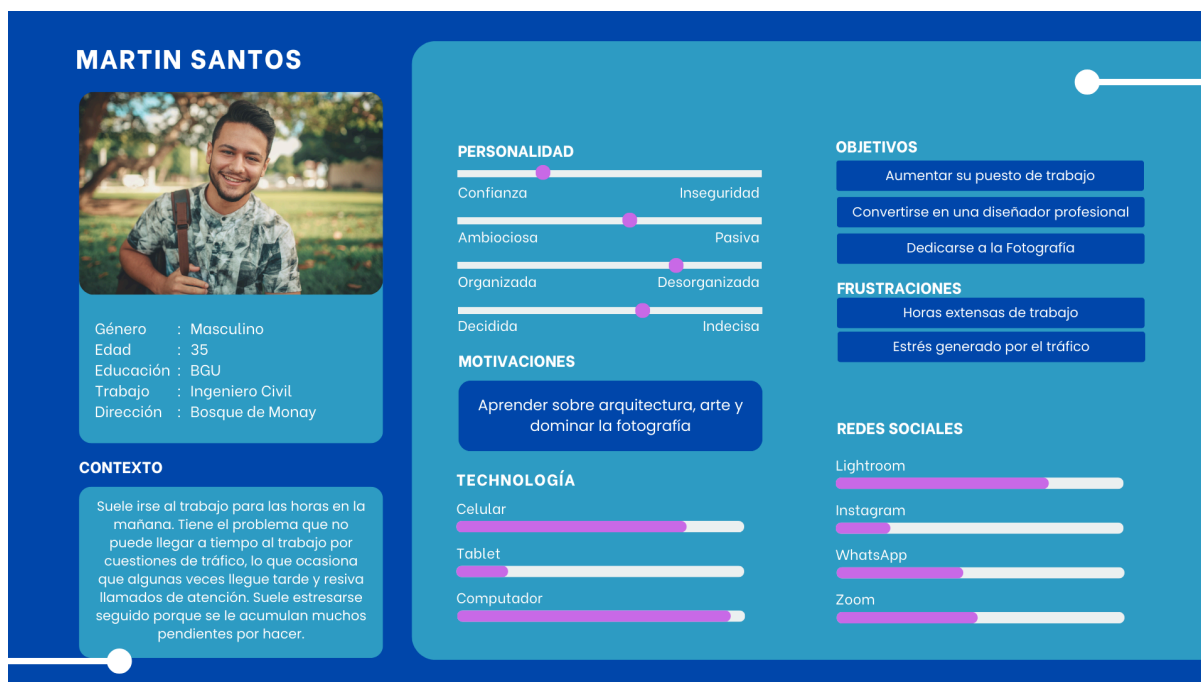 MARTIN SANTOS
Género : Masculino
Edad : 35
Educación : BGU
Trabajo : Ingeniero Civil
Dirección : Bosque de Monay
CONTEXTO
Suele irse al trabajo para las horas en la
mañana. Tiene el problema que no
puede llegar a tiempo al trabajo por
cuestiones de tráfico, lo que ocasiona
que algunas veces llegue tarde y resiva
llamados de atención. Suele estresarse
seguido porque se le acumulan muchos
pendientes por hacer.
PERSONALIDAD
Confianza Inseguridad
Ambiociosa Pasiva
Organizada Desorganizada
Decidida Indecisa
MOTIVACIONES
Aprender sobre arquitectura, arte y
dominar la fotografía
TECHNOLOGÍA
Celular
Tablet
Computador
OBJETIVOS
Aumentar su puesto de trabajo
Convertirse en una diseñador profesional
Dedicarse a la Fotografía
FRUSTRACIONES
Horas extensas de trabajo
Estrés generado por el tráfico
REDES SOCIALES
Lightroom
Instagram
WhatsApp
Zoom